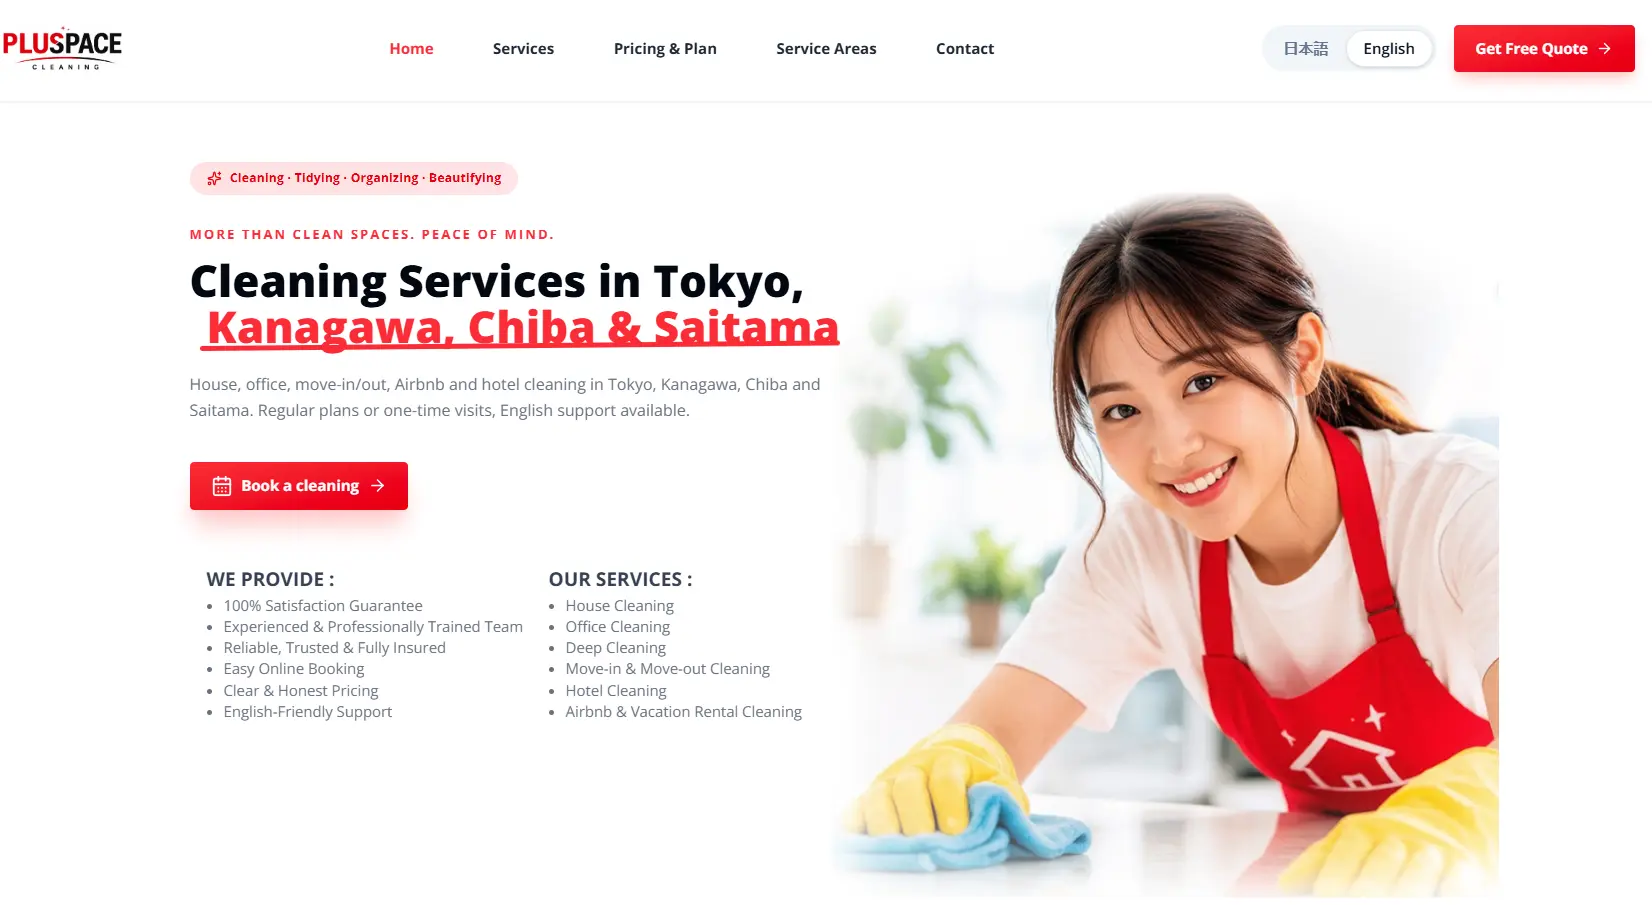 PLUSPACE
CLEANING
Home
Services
Pricing & Plan
Service Areas
Contact
日本語
English
Get Free Quote
Cleaning · Tidying · Organizing · Beautifying
MORE THAN CLEAN SPACES. PEACE OF MIND.
Cleaning Services in Tokyo,
Kanagawa, Chiba & Saitama
House, office, move-in/out, Airbnb and hotel cleaning in Tokyo, Kanagawa, Chiba and
Saitama. Regular plans or one-time visits, English support available.
Book a cleaning
WE PROVIDE :
100% Satisfaction Guarantee
Experienced & Professionally Trained Team
Reliable, Trusted & Fully Insured
Easy Online Booking
Clear & Honest Pricing
English-Friendly Support
OUR SERVICES :
House Cleaning
Office Cleaning
Deep Cleaning
Move-in & Move-out Cleaning
Hotel Cleaning
Airbnb & Vacation Rental Cleaning